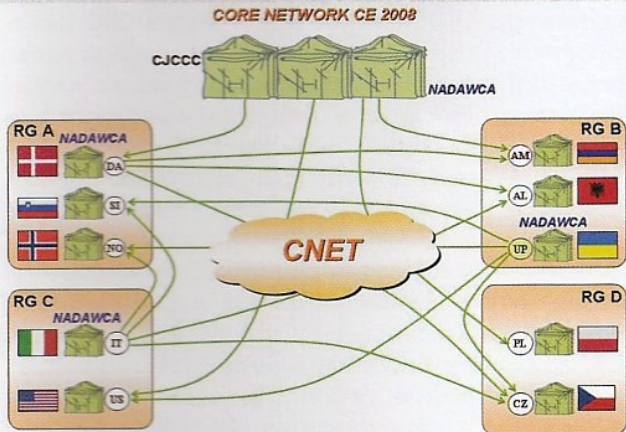 CORE NETWORK CE 2008
CJCCC
NADAWCA
RG A
NADAWCA
DA
SI
NO
RG B
AM
AL
NADAWCA
UP
CNET
RG C
NADAWCA
IT
US
RG D
PL
CZ